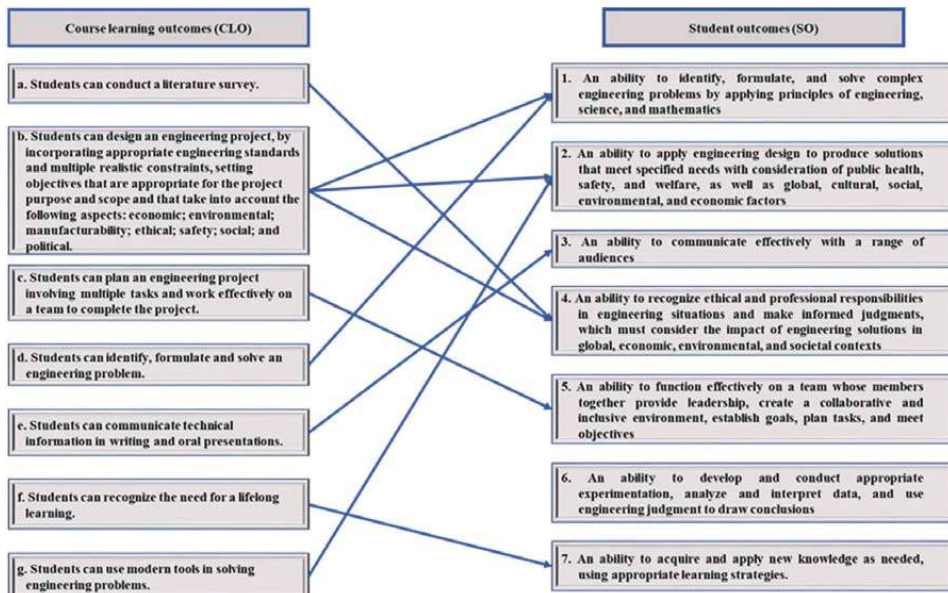 Course learning outcomes (CLO)
a. Students can conduct a literature survey.
b. Students can design an engineering project, by
incorporating appropriate engineering standards
and multiple realistic constraints, setting
objectives that are appropriate for the project
purpose and scope and that take into account the
following aspects: economic; environmental;
manufacturability; ethical; safety; social; and
political.
c. Students can plan an engineering project
involving multiple tasks and work effectively on
a team to complete the project.
d. Students can identify, formulate and solve an
engineering problem.
e. Students can communicate technical
information in writing and oral presentations.
f. Students can recognize the need for a lifelong
learning.
g. Students can use modern tools in solving
engineering problems.
Student outcomes (SO)
1. An ability to identify, formulate, and solve complex
engineering problems by applying principles of engineering,
science, and mathematics
2. An ability to apply engineering design to produce solutions
that meet specified needs with consideration of public health,
safety, and welfare, as well as global, cultural, social,
environmental, and economic factors
3. An ability to communicate effectively with a range of
audiences
4. An ability to recognize ethical and professional responsibilities
in engineering situations and make informed judgments,
which must consider the impact of engineering solutions in
global, economic, environmental, and societal contexts
5. An ability to function effectively on a team whose members
together provide leadership, create a collaborative and
inclusive environment, establish goals, plan tasks, and meet
objectives
6. An ability to develop and conduct appropriate
experimentation, analyze and interpret data, and use
engineering judgment to draw conclusions
7. An ability to acquire and apply new knowledge as needed,
using appropriate learning strategies.